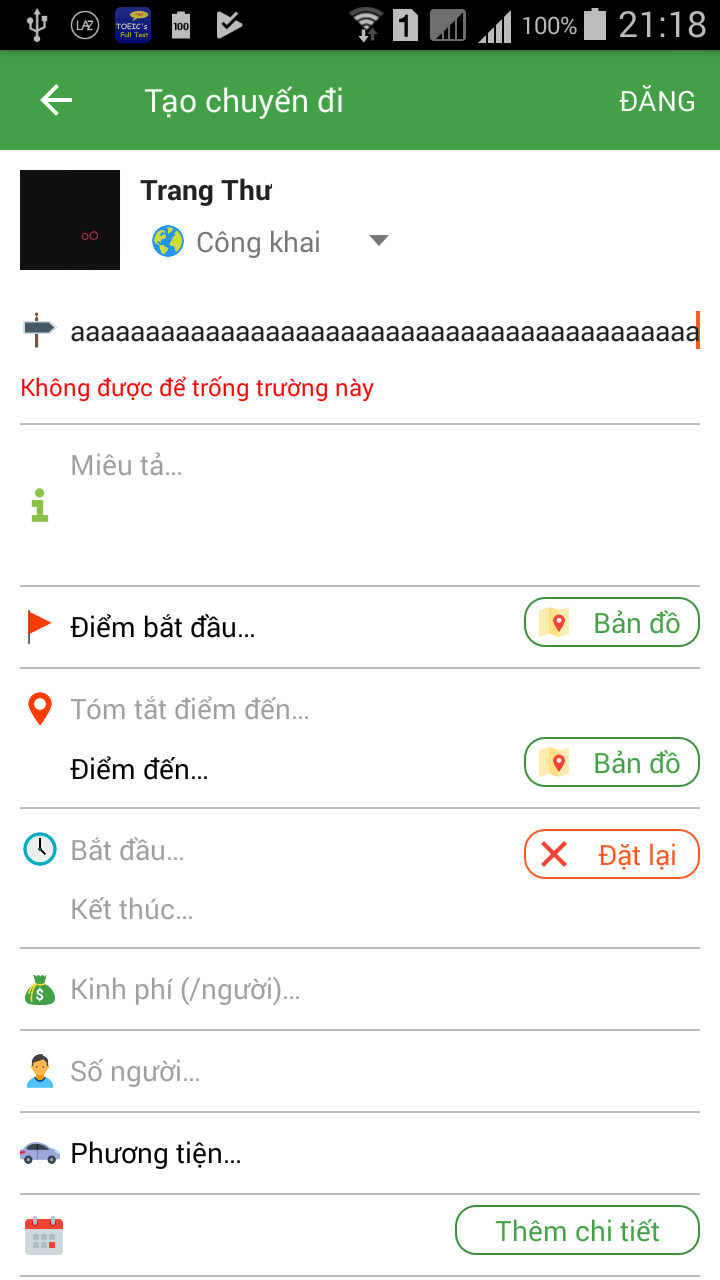 LAZ TOEIC's Full Test 100 1 100% 21:18
Tạo chuyến đi ĐĂNG
Trang Thư
Công khai
aaaaaaaaaaaaaaaaaaaaaaaaaaaaaaaaaaaaaaaaaa
Không được để trống trường này
Miêu tả...
Điểm bắt đầu... Bản đồ
Tóm tắt điểm đến...
Điểm đến... Bản đồ
Bắt đầu... Đặt lại
Kết thúc...
Kinh phí (/người)...
Số người...
Phương tiện...
Thêm chi tiết